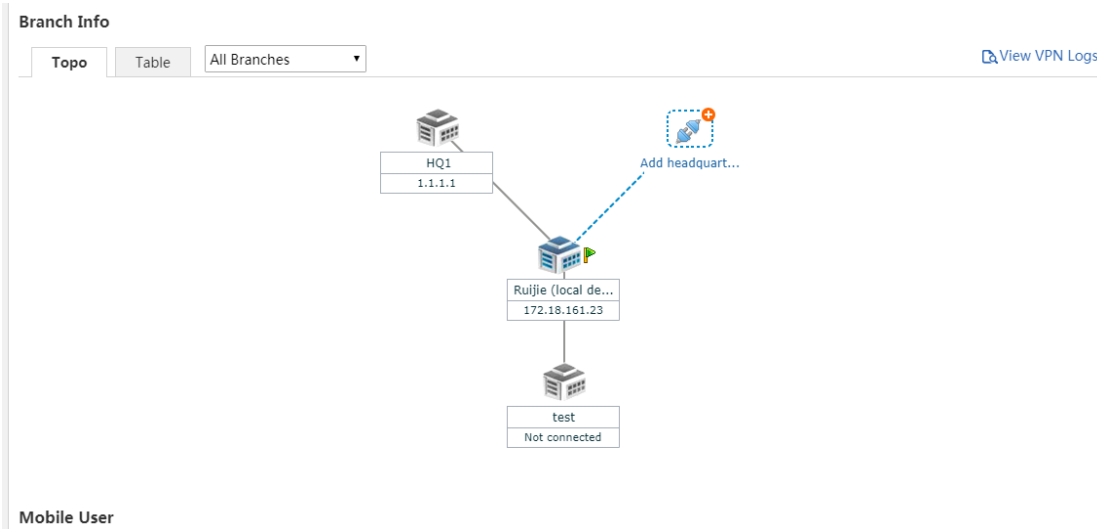 Branch Info
Topo
Table
All Branches
View VPN Logs
HQ1
1.1.1.1
Add headquart...
Ruijie (local de...
172.18.161.23
test
Not connected
Mobile User